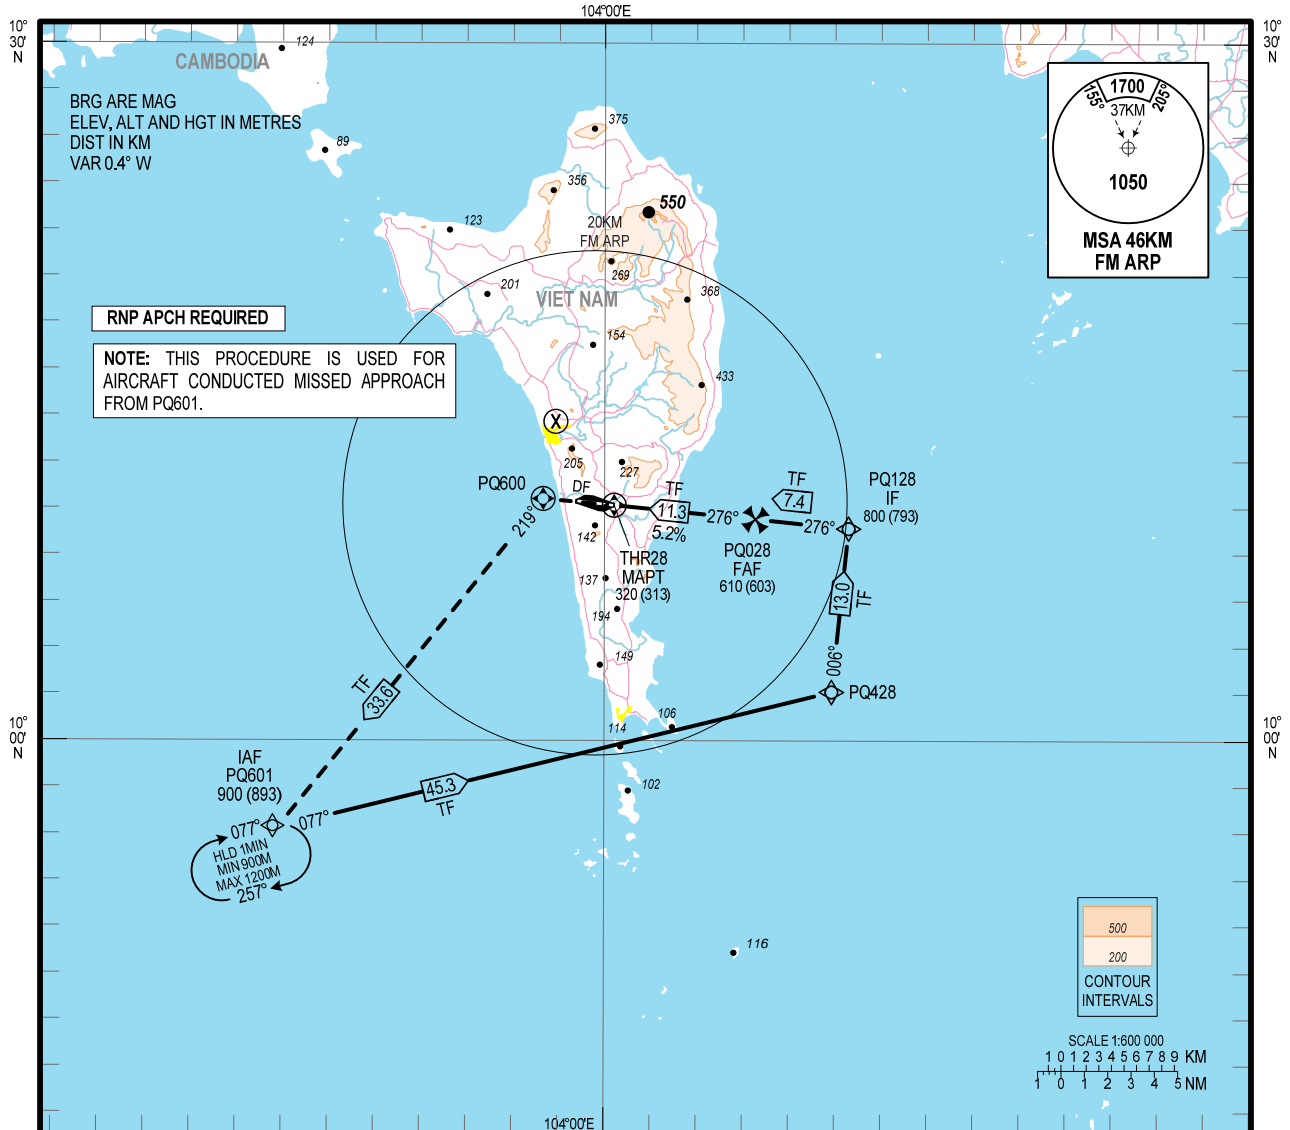 104°00'E
10°
30'
N
10°
30'
N
124
CAMBODIA
BRG ARE MAG
ELEV, ALT AND HGT IN METRES
DIST IN KM
VAR 0.4° W
89
375
356
123
550
20KM
FM ARP
269
201
VIET NAM
368
154
433
155°
1700
205°
37KM
1050
MSA 46KM
FM ARP
RNP APCH REQUIRED
NOTE: THIS PROCEDURE IS USED FOR
AIRCRAFT CONDUCTED MISSED APPROACH
FROM PQ601.
X
205
227
PQ600
DF
TF
11.3
5.2%
276°
TF
7.4
276°
PQ128
IF
800 (793)
219°
142
THR28
MAPT
320 (313)
PQ028
FAF
610 (603)
137
194
149
13.0
TF
006°
PQ428
TF
33.6
106
114
10°
00'
N
10°
00'
N
IAF
PQ601
900 (893)
45.3
TF
102
077°
077°
HLD 1MIN
MIN 900M
MAX 1200M
257°
116
500
200
CONTOUR
INTERVALS
SCALE 1:600 000
1 0 1 2 3 4 5 6 7 8 9 KM
1 0 1 2 3 4 5 NM
104°00'E